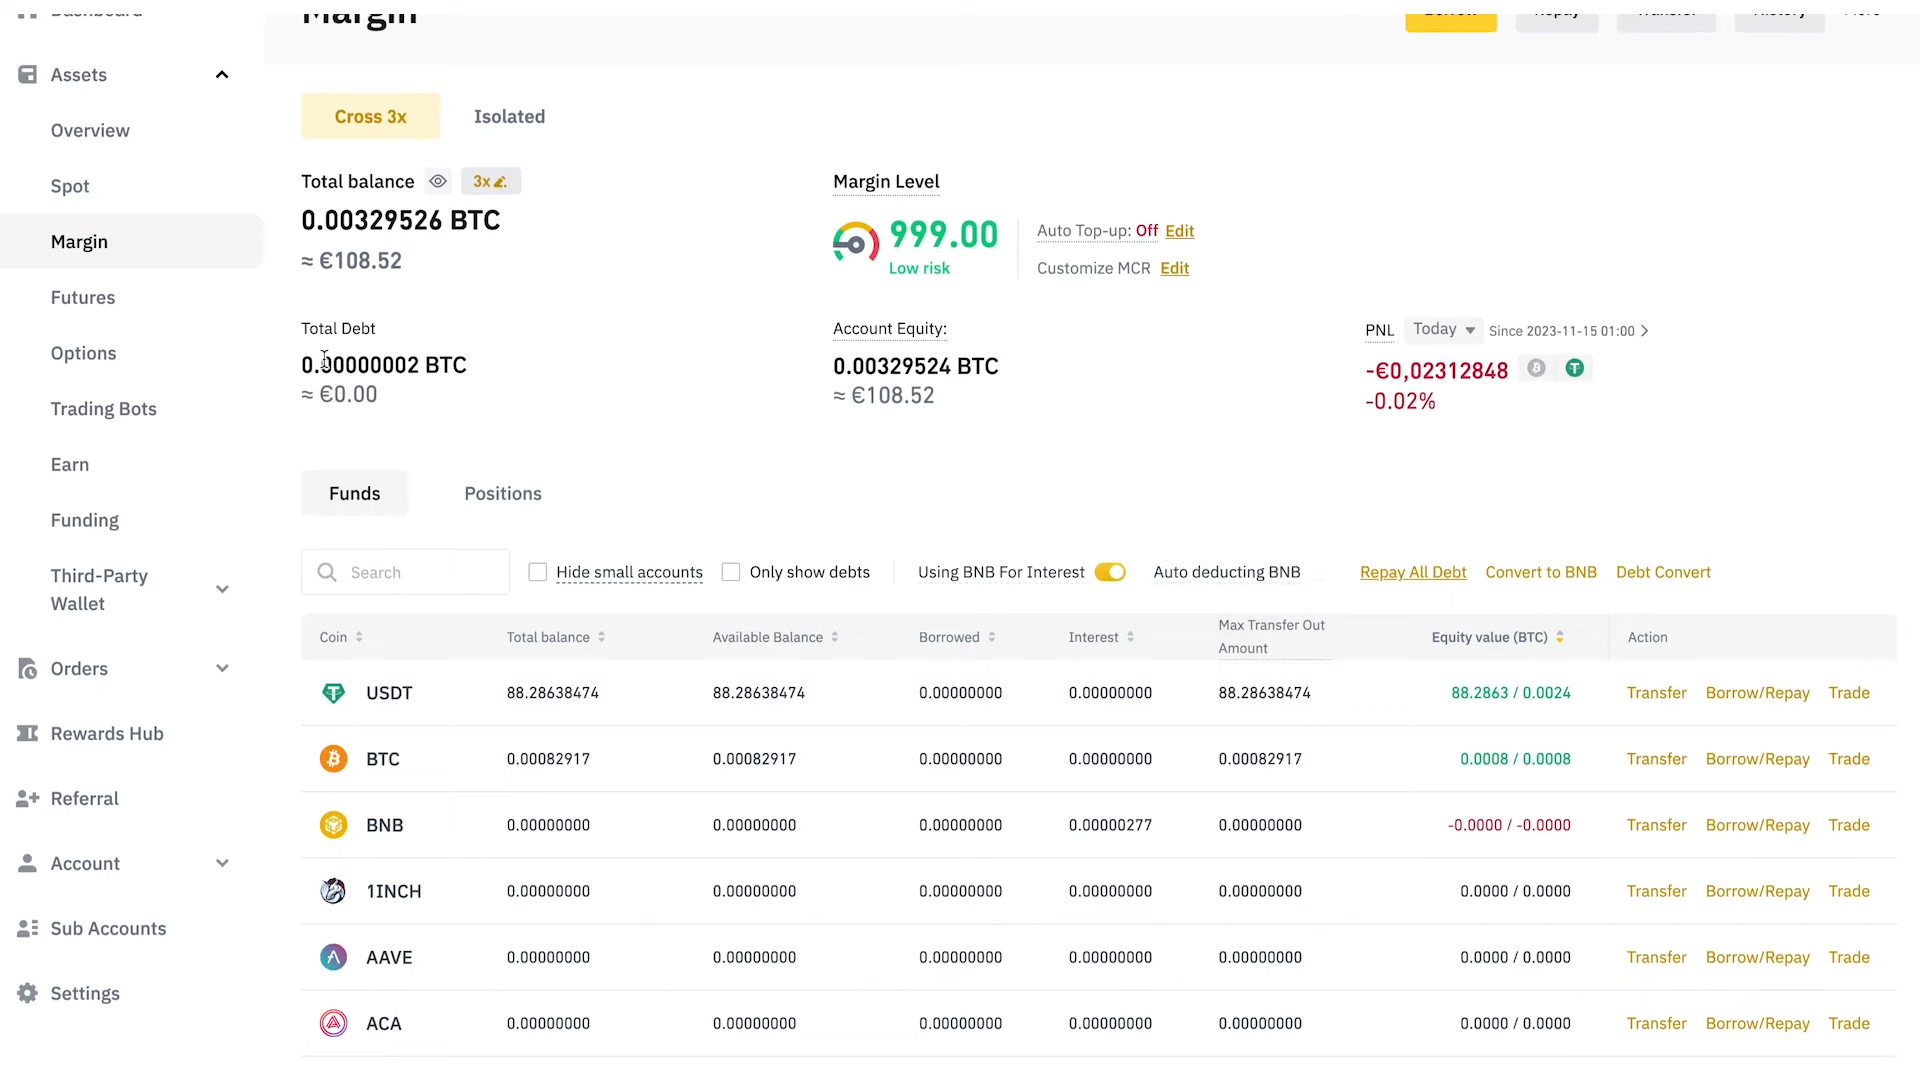 Dashboard
Margin
Borrow Repay Transfer History More
Assets
Overview
Spot
Margin
Futures
Options
Trading Bots
Earn
Funding
Third-Party
Wallet
Orders
Rewards Hub
Referral
Account
Sub Accounts
Settings
Cross 3x Isolated
Total balance 3x
0.00329526 BTC
≈ €108.52
Margin Level
999.00
Low risk
Auto Top-up: Off Edit
Customize MCR Edit
Total Debt
0.00000002 BTC
≈ €0.00
Account Equity:
0.00329524 BTC
≈ €108.52
PNL Today Since 2023-11-15 01:00
-€0,02312848
-0.02%
Funds Positions
Search Hide small accounts Only show debts Using BNB For Interest Auto deducting BNB Repay All Debt Convert to BNB Debt Convert
Coin Total balance Available Balance Borrowed Interest Max Transfer Out Amount Equity value (BTC) Action
USDT 88.28638474 88.28638474 0.00000000 0.00000000 88.28638474 88.2863 / 0.0024 Transfer Borrow/Repay Trade
BTC 0.00082917 0.00082917 0.00000000 0.00000000 0.00082917 0.0008 / 0.0008 Transfer Borrow/Repay Trade
BNB 0.00000000 0.00000000 0.00000000 0.00000277 0.00000000 -0.0000 / -0.0000 Transfer Borrow/Repay Trade
1INCH 0.00000000 0.00000000 0.00000000 0.00000000 0.00000000 0.0000 / 0.0000 Transfer Borrow/Repay Trade
AAVE 0.00000000 0.00000000 0.00000000 0.00000000 0.00000000 0.0000 / 0.0000 Transfer Borrow/Repay Trade
ACA 0.00000000 0.00000000 0.00000000 0.00000000 0.00000000 0.0000 / 0.0000 Transfer Borrow/Repay Trade